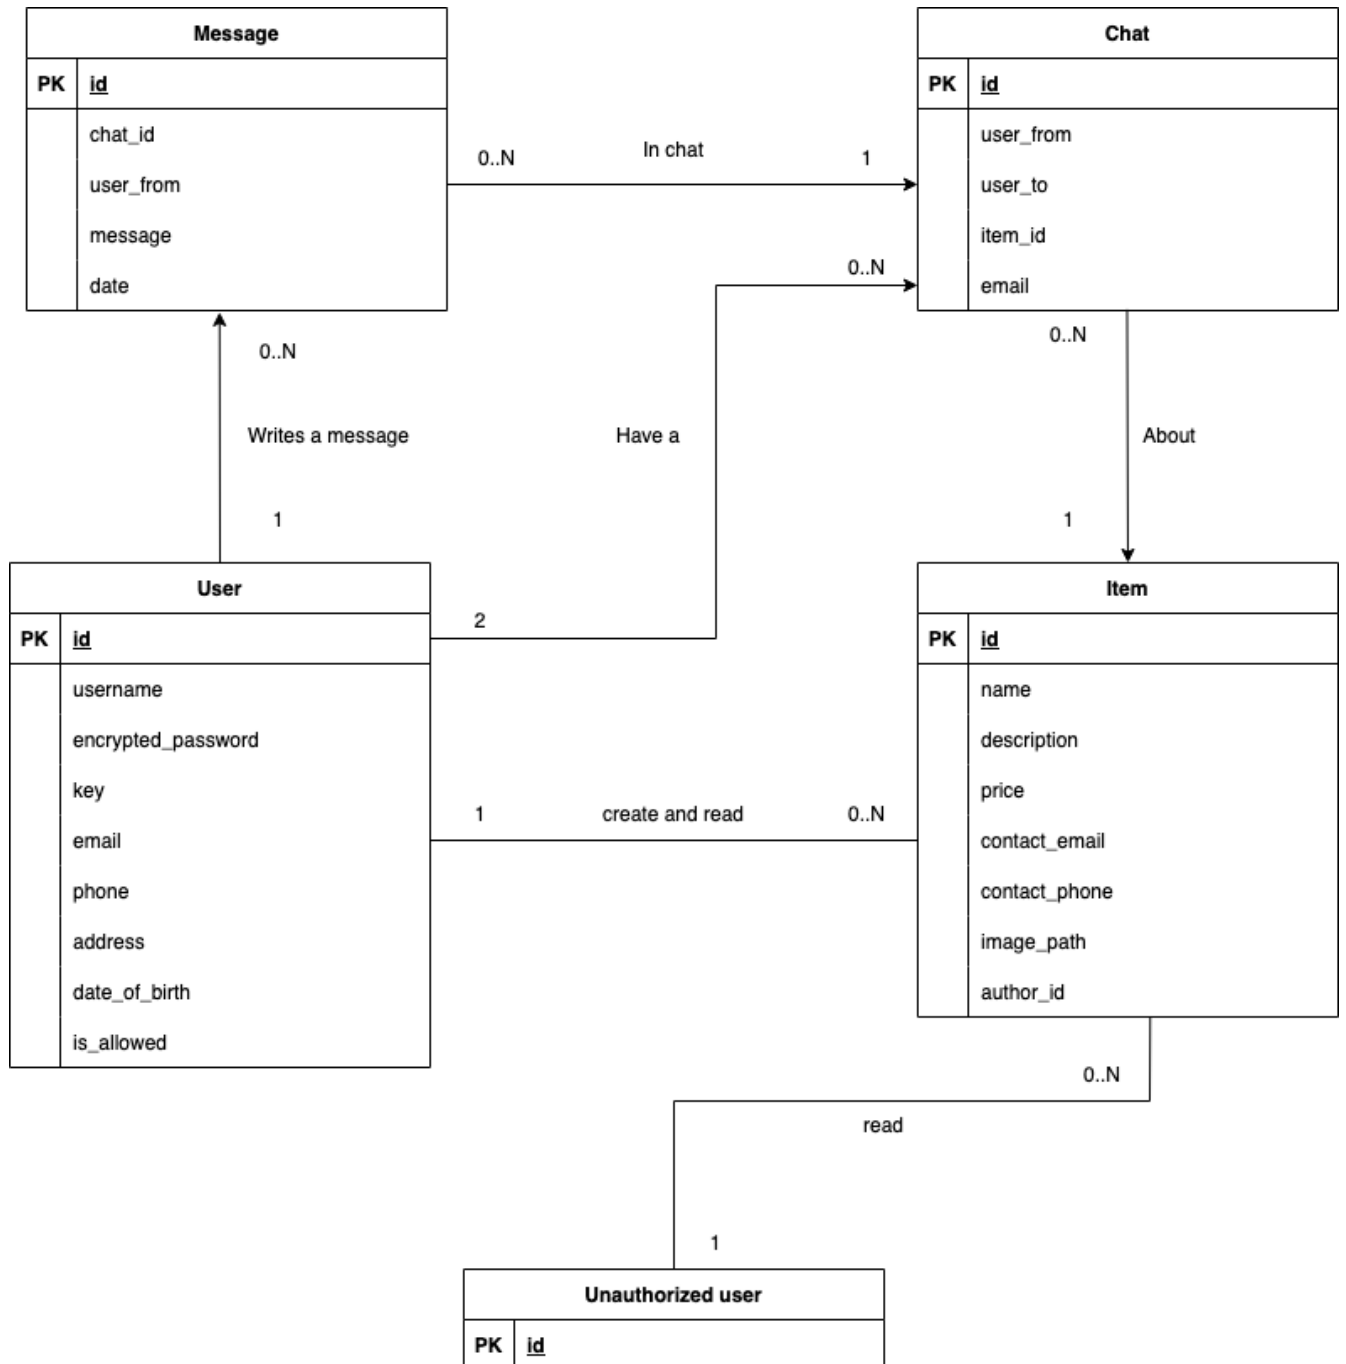 Message
PK id
chat_id
user_from
message
date
Chat
PK id
user_from
user_to
item_id
email
0..N In chat 1
0..N
0..N
Writes a message
1
Have a
2
0..N
About
1
User
PK id
username
encrypted_password
key
email
phone
address
date_of_birth
is_allowed
1 create and read 0..N
Item
PK id
name
description
price
contact_email
contact_phone
image_path
author_id
0..N
read
1
Unauthorized user
PK id